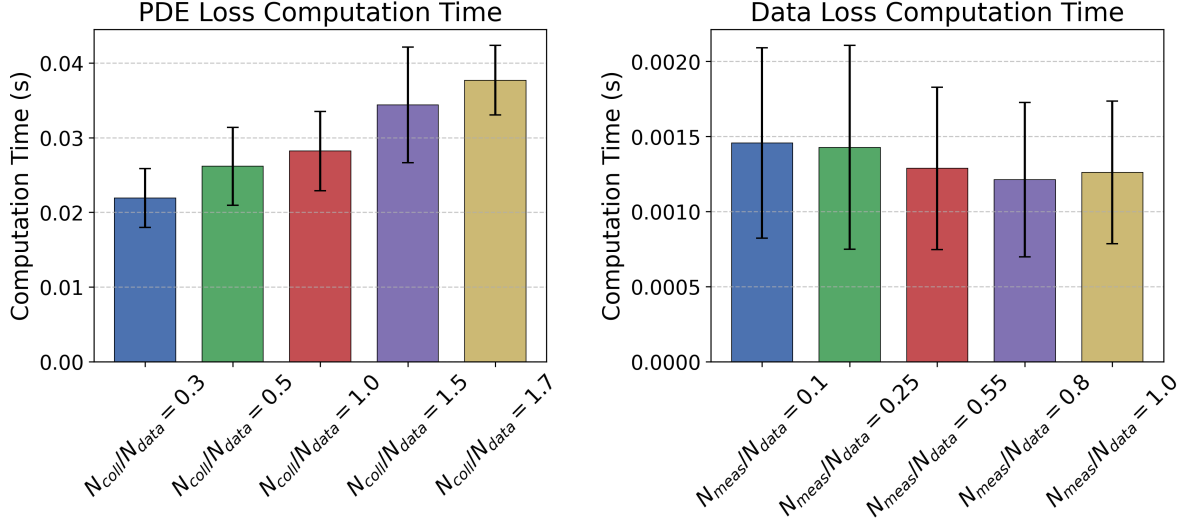 PDE Loss Computation Time
Computation Time (s)
0.04
0.03
0.02
0.01
0.00
N_coll/N_data = 0.3
N_coll/N_data = 0.5
N_coll/N_data = 1.0
N_coll/N_data = 1.5
N_coll/N_data = 1.7
Data Loss Computation Time
Computation Time (s)
0.0020
0.0015
0.0010
0.0005
0.0000
N_meas/N_data = 0.1
N_meas/N_data = 0.25
N_meas/N_data = 0.55
N_meas/N_data = 0.8
N_meas/N_data = 1.0